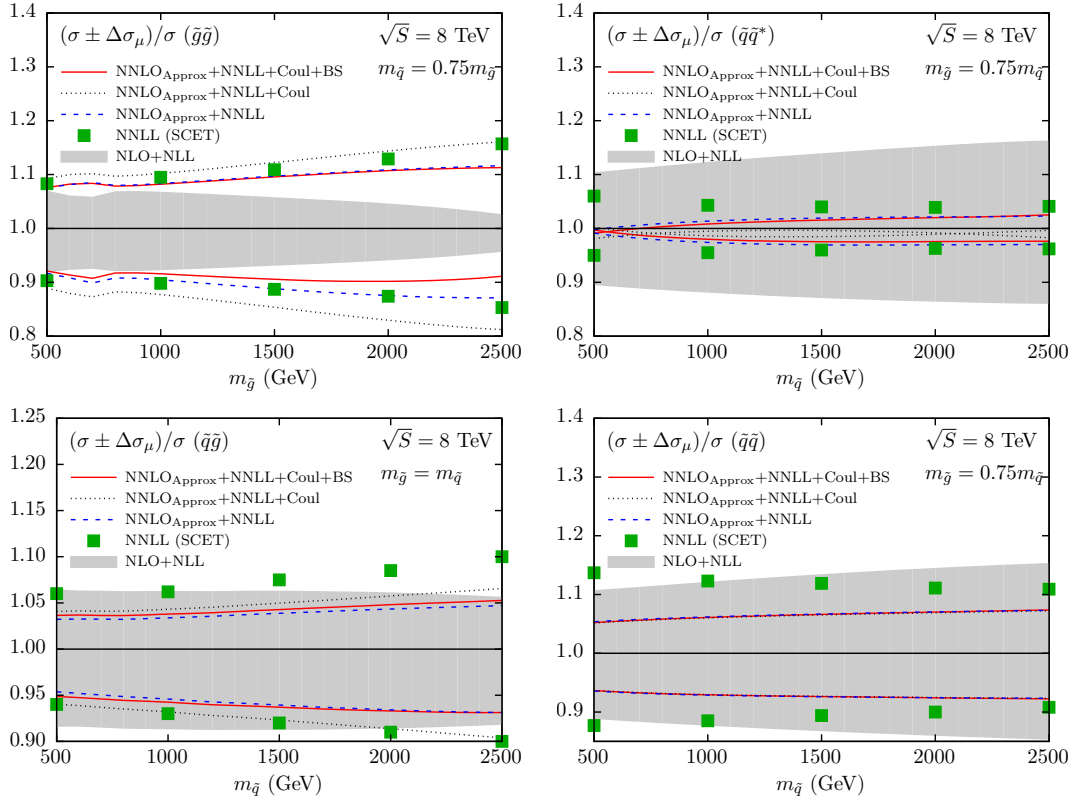 1.4
1.3
1.2
1.1
1.0
0.9
0.8
(σ ± Δσ_μ)/σ (g̃g̃)
√S = 8 TeV
m_q̃ = 0.75m_g̃
NNLO_Approx+NNLL+Coul+BS
NNLO_Approx+NNLL+Coul
NNLO_Approx+NNLL
NNLL (SCET)
NLO+NLL
500 1000 1500 2000 2500
m_g̃ (GeV)
1.4
1.3
1.2
1.1
1.0
0.9
0.8
(σ ± Δσ_μ)/σ (q̃q̃*)
√S = 8 TeV
m_g̃ = 0.75m_q̃
NNLO_Approx+NNLL+Coul+BS
NNLO_Approx+NNLL+Coul
NNLO_Approx+NNLL
NNLL (SCET)
NLO+NLL
500 1000 1500 2000 2500
m_q̃ (GeV)
1.25
1.20
1.15
1.10
1.05
1.00
0.95
0.90
(σ ± Δσ_μ)/σ (q̃g̃)
√S = 8 TeV
m_g̃ = m_q̃
NNLO_Approx+NNLL+Coul+BS
NNLO_Approx+NNLL+Coul
NNLO_Approx+NNLL
NNLL (SCET)
NLO+NLL
500 1000 1500 2000 2500
m_q̃ (GeV)
1.4
1.3
1.2
1.1
1.0
0.9
(σ ± Δσ_μ)/σ (q̃q̃)
√S = 8 TeV
m_g̃ = 0.75m_q̃
NNLO_Approx+NNLL+Coul+BS
NNLO_Approx+NNLL+Coul
NNLO_Approx+NNLL
NNLL (SCET)
NLO+NLL
500 1000 1500 2000 2500
m_q̃ (GeV)